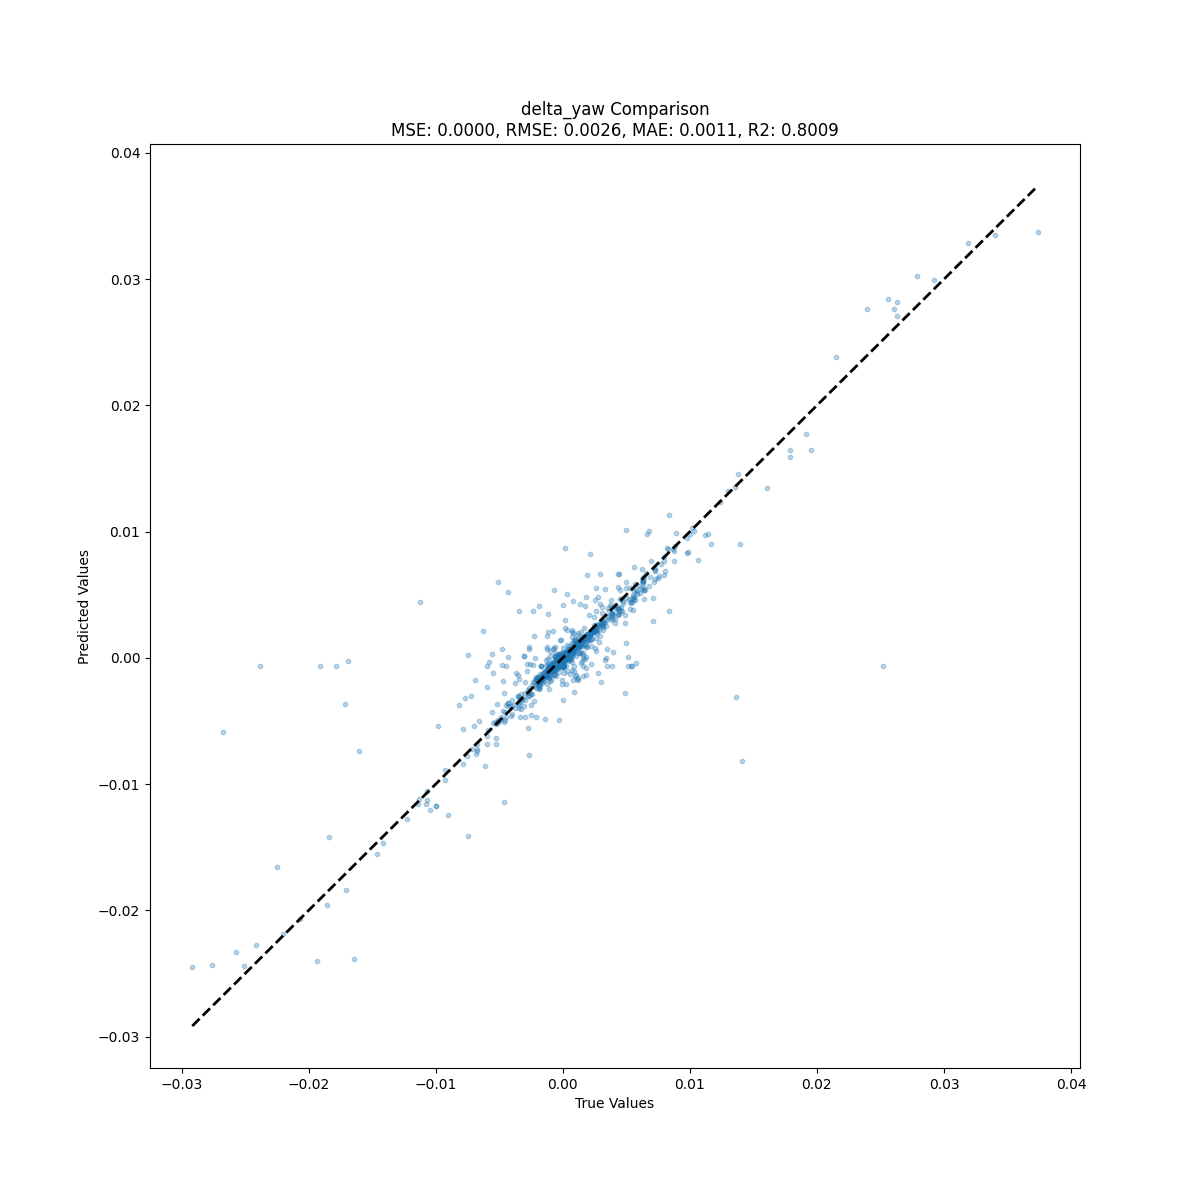 delta_yaw Comparison
MSE: 0.0000, RMSE: 0.0026, MAE: 0.0011, R2: 0.8009
0.04
0.03
0.02
0.01
0.00
−0.01
−0.02
−0.03
Predicted Values
−0.03 −0.02 −0.01 0.00 0.01 0.02 0.03 0.04
True Values